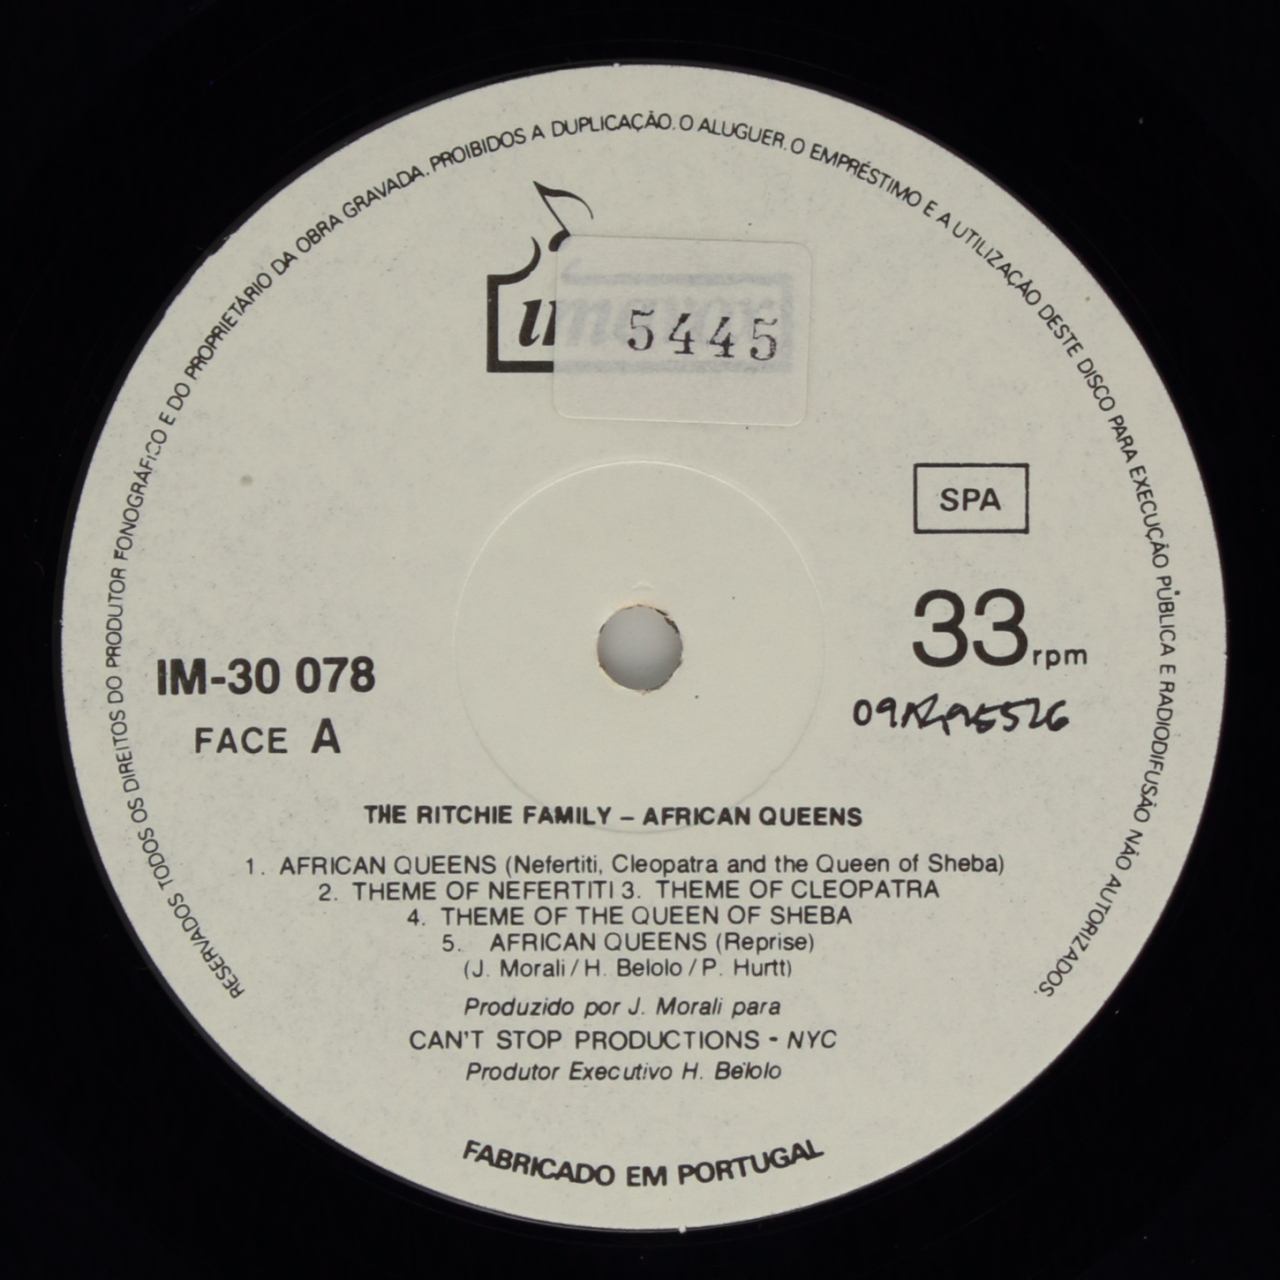 RESERVADOS TODOS OS DIREITOS DO PRODUTOR FONOGRÁFICO E DO PROPRIETÁRIO DA OBRA GRAVADA. PROIBIDOS A DUPLICAÇÃO. O ALUGUER. O EMPRÉSTIMO E A UTILIZAÇÃO DESTE DISCO PARA EXECUÇÃO PÚBLICA E RADIODIFUSÃO NÃO AUTORIZADOS.
imavox
5445
SPA
33 rpm
IM-30 078
FACE A
THE RITCHIE FAMILY – AFRICAN QUEENS
1. AFRICAN QUEENS (Nefertiti, Cleopatra and the Queen of Sheba)
2. THEME OF NEFERTITI 3. THEME OF CLEOPATRA
4. THEME OF THE QUEEN OF SHEBA
5. AFRICAN QUEENS (Reprise)
(J. Morali / H. Belolo / P. Hurtt)
Produzido por J. Morali para
CAN'T STOP PRODUCTIONS - NYC
Produtor Executivo H. Belolo
FABRICADO EM PORTUGAL